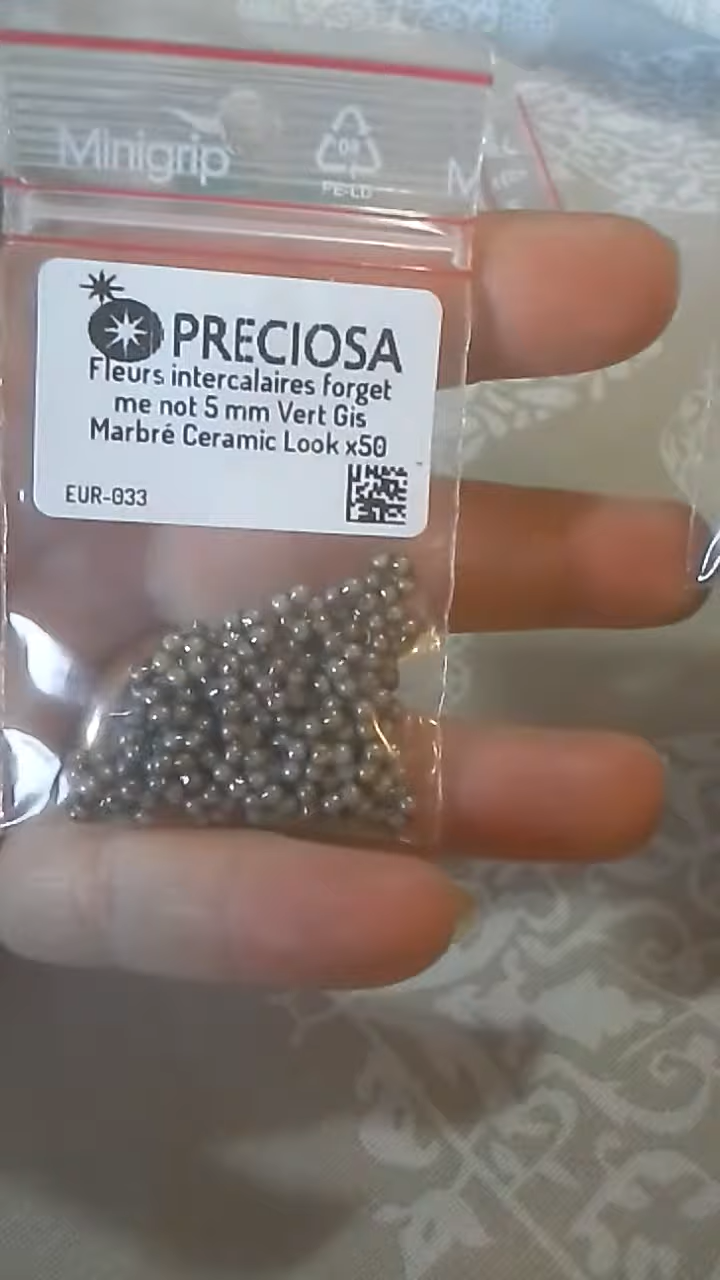 Minigrip
PE-LD
PRECIOSA
Fleurs intercalaires forget
me not 5 mm Vert Gis
Marbré Ceramic Look x50
EUR-033